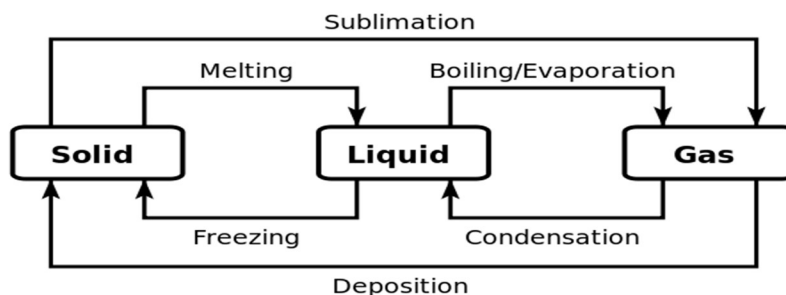 Sublimation
Melting
Boiling/Evaporation
Solid
Liquid
Gas
Freezing
Condensation
Deposition